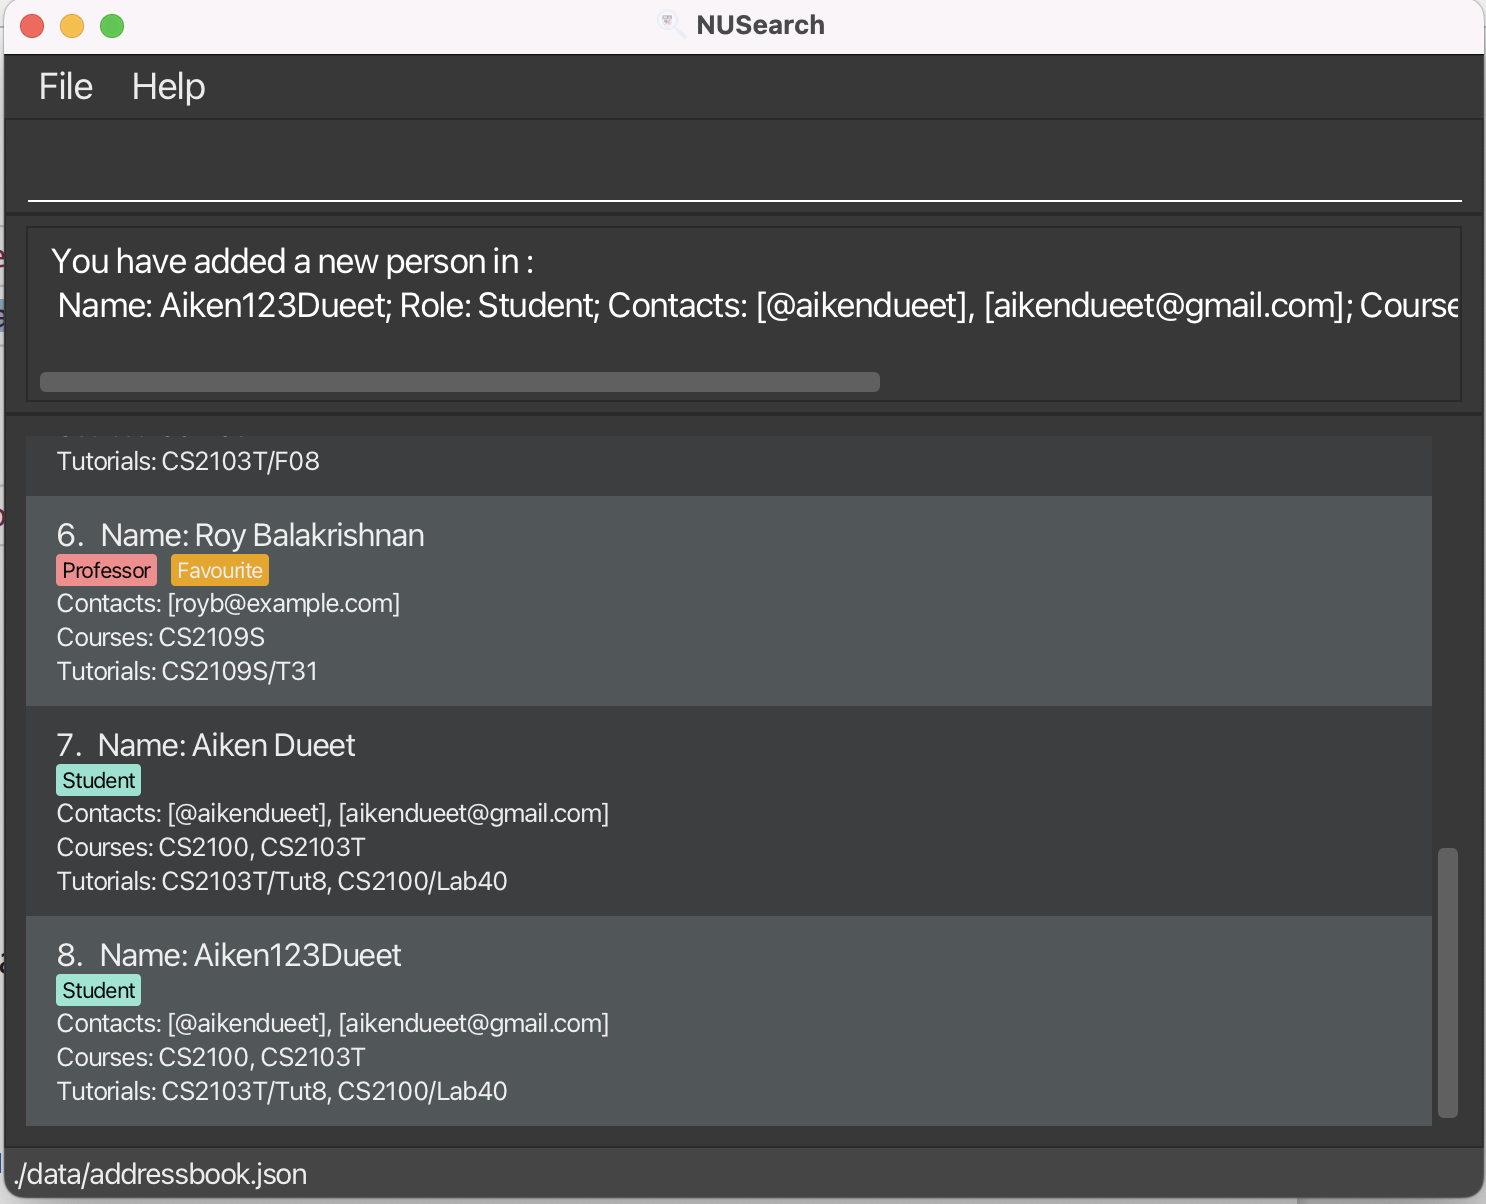 NUSearch
File Help
You have added a new person in :
Name: Aiken123Dueet; Role: Student; Contacts: [@aikendueet], [aikendueet@gmail.com]; Course
Tutorials: CS2103T/F08
6. Name: Roy Balakrishnan
Professor Favourite
Contacts: [royb@example.com]
Courses: CS2109S
Tutorials: CS2109S/T31
7. Name: Aiken Dueet
Student
Contacts: [@aikendueet], [aikendueet@gmail.com]
Courses: CS2100, CS2103T
Tutorials: CS2103T/Tut8, CS2100/Lab40
8. Name: Aiken123Dueet
Student
Contacts: [@aikendueet], [aikendueet@gmail.com]
Courses: CS2100, CS2103T
Tutorials: CS2103T/Tut8, CS2100/Lab40
./data/addressbook.json